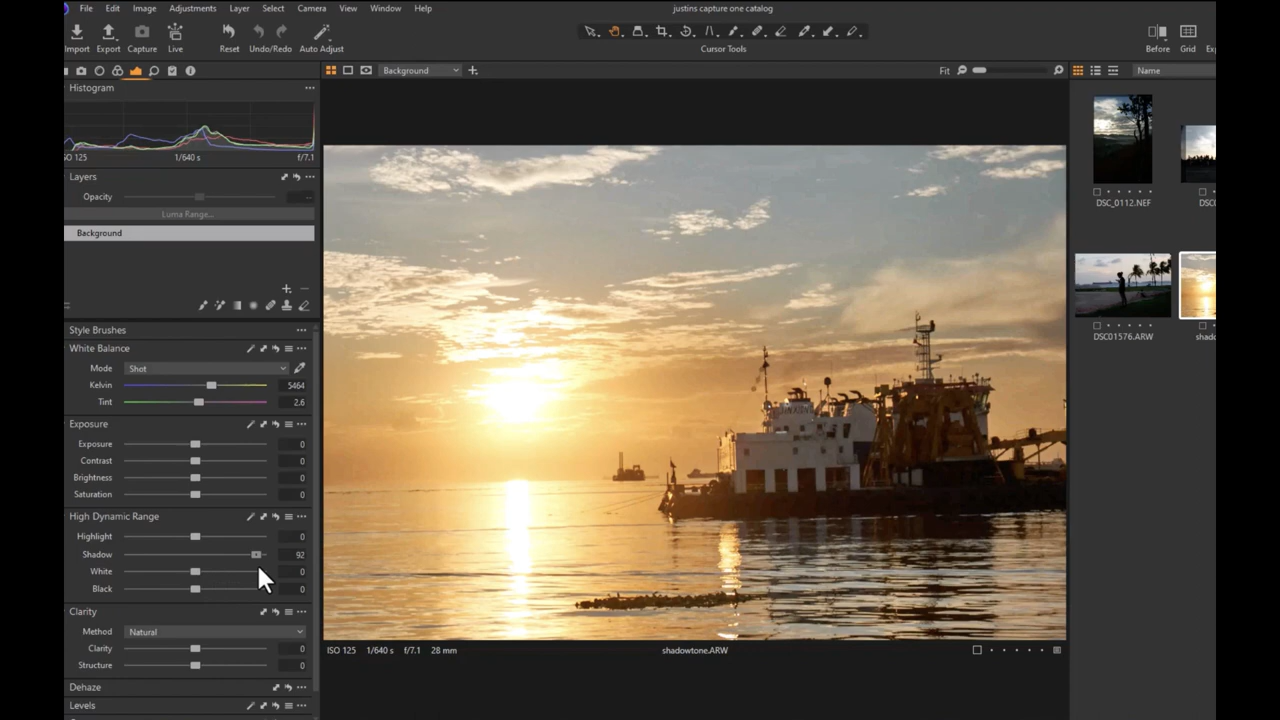 File Edit Image Adjustments Layer Select Camera View Window Help
justins capture one catalog
Import Export Capture Live Reset Undo/Redo Auto Adjust
Cursor Tools
Before Grid
Background
Fit
Name
Histogram
ISO 125 1/640 s f/7.1
Layers
Opacity --
Luma Range...
Background
Style Brushes
White Balance
Mode Shot
Kelvin 5464
Tint 2.6
Exposure
Exposure 0
Contrast 0
Brightness 0
Saturation 0
High Dynamic Range
Highlight 0
Shadow 92
White 0
Black 0
Clarity
Method Natural
Clarity 0
Structure 0
Dehaze
Levels
ISO 125 1/640 s f/7.1 28 mm
shadowtone.ARW
DSC_0112.NEF
DSC01576.ARW